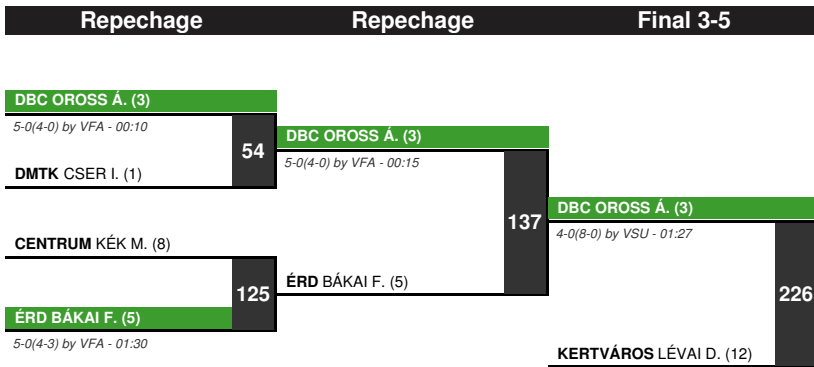 Repechage Repechage Final 3-5
DBC OROSS Á. (3)
5-0(4-0) by VFA - 00:10
54
DMTK CSER I. (1)
CENTRUM KÉK M. (8)
125
ÉRD BÁKAI F. (5)
5-0(4-3) by VFA - 01:30
DBC OROSS Á. (3)
5-0(4-0) by VFA - 00:15
137
ÉRD BÁKAI F. (5)
DBC OROSS Á. (3)
4-0(8-0) by VSU - 01:27
226
KERTVÁROS LÉVAI D. (12)